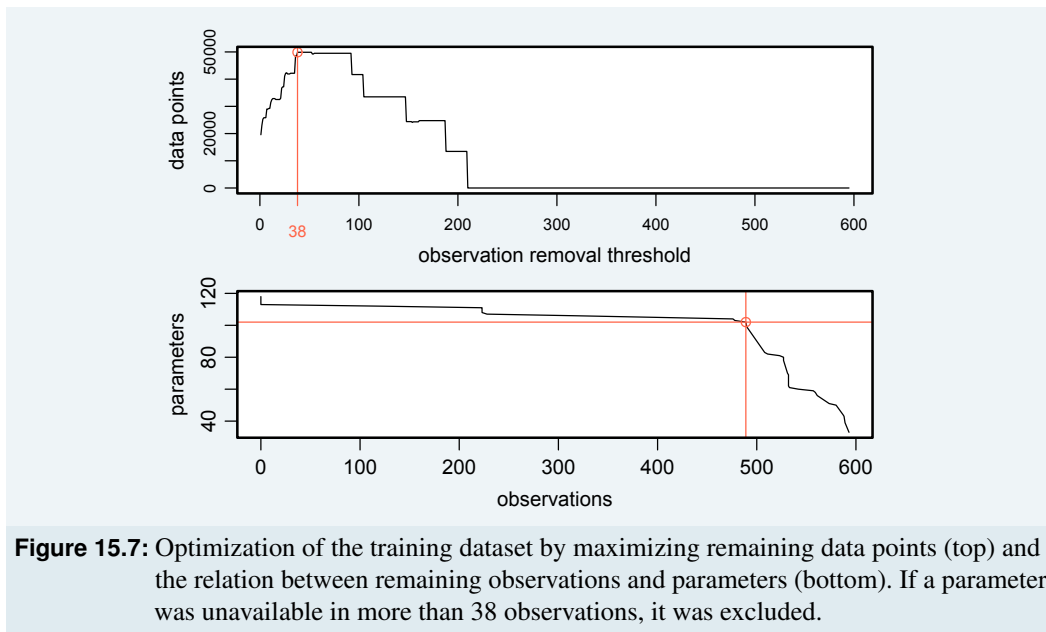 50000
20000
0
data points
0 100 200 300 400 500 600
38
observation removal threshold
120
80
40
parameters
0 100 200 300 400 500 600
observations
Figure 15.7: Optimization of the training dataset by maximizing remaining data points (top) and
the relation between remaining observations and parameters (bottom). If a parameter
was unavailable in more than 38 observations, it was excluded.